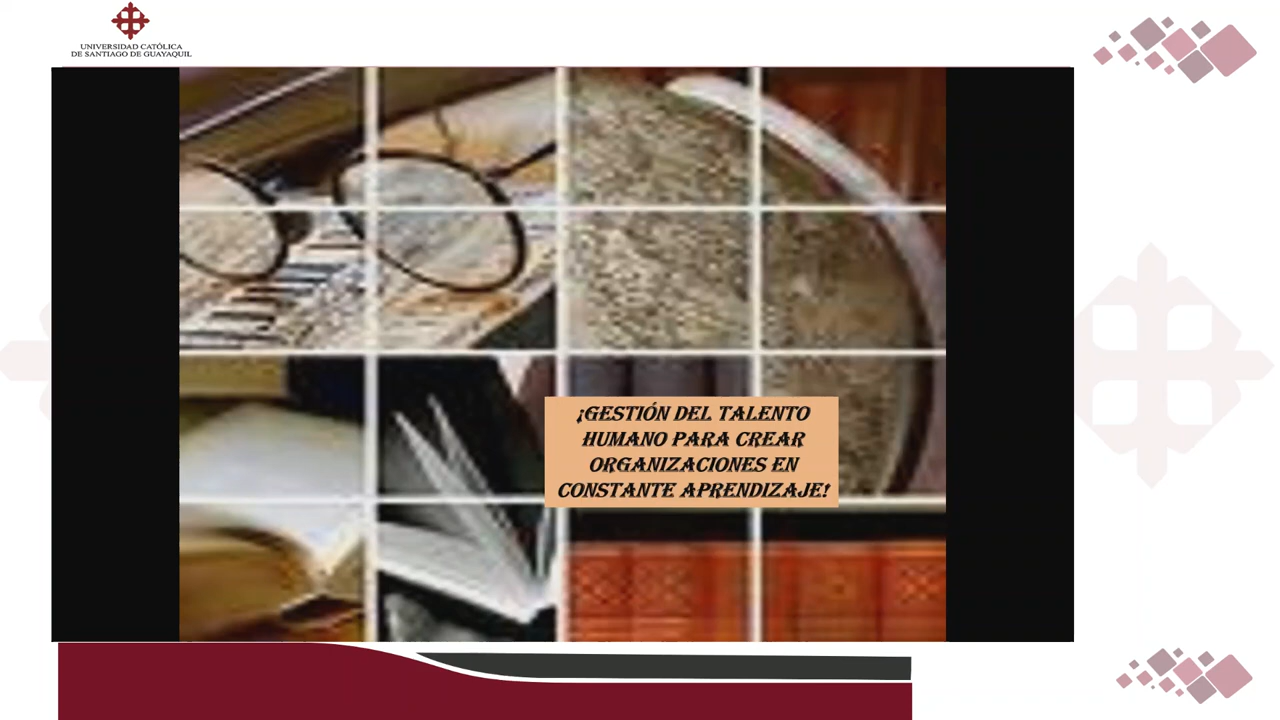 UNIVERSIDAD CATÓLICA
DE SANTIAGO DE GUAYAQUIL
¡GESTIÓN DEL TALENTO
HUMANO PARA CREAR
ORGANIZACIONES EN
CONSTANTE APRENDIZAJE!